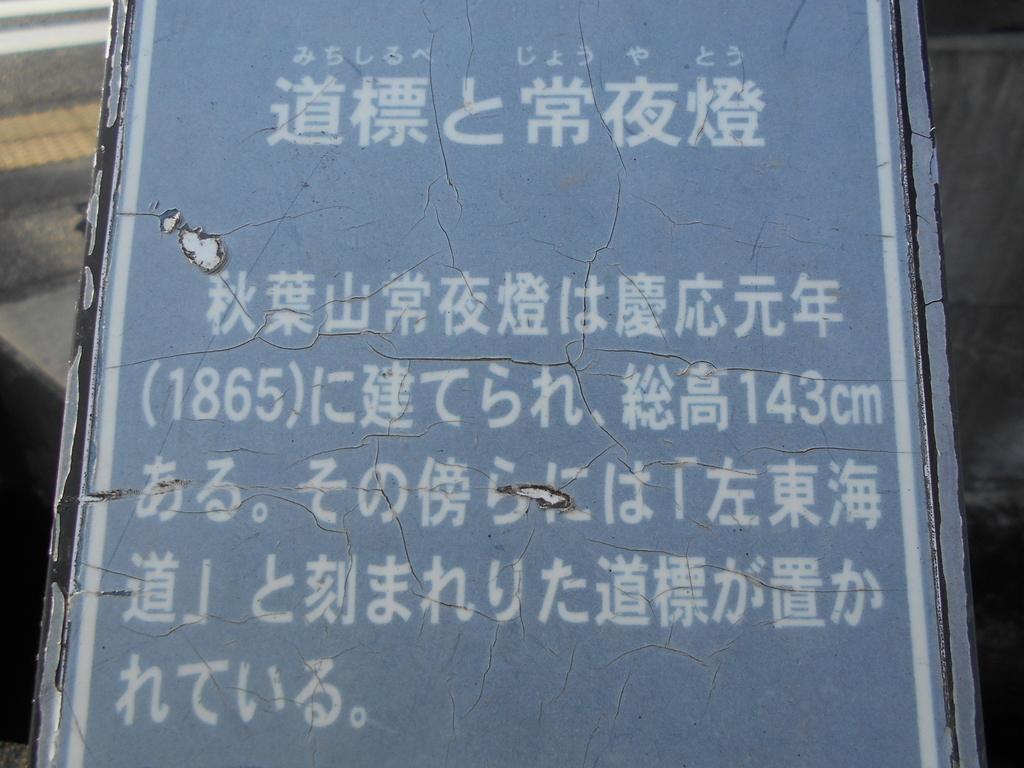 みちしるべ じょう や とう
道標と常夜燈
秋葉山常夜燈は慶応元年
(1865)に建てられ、総高143cm
ある。その傍らには「左東海
道」と刻まれりた道標が置か
れている。